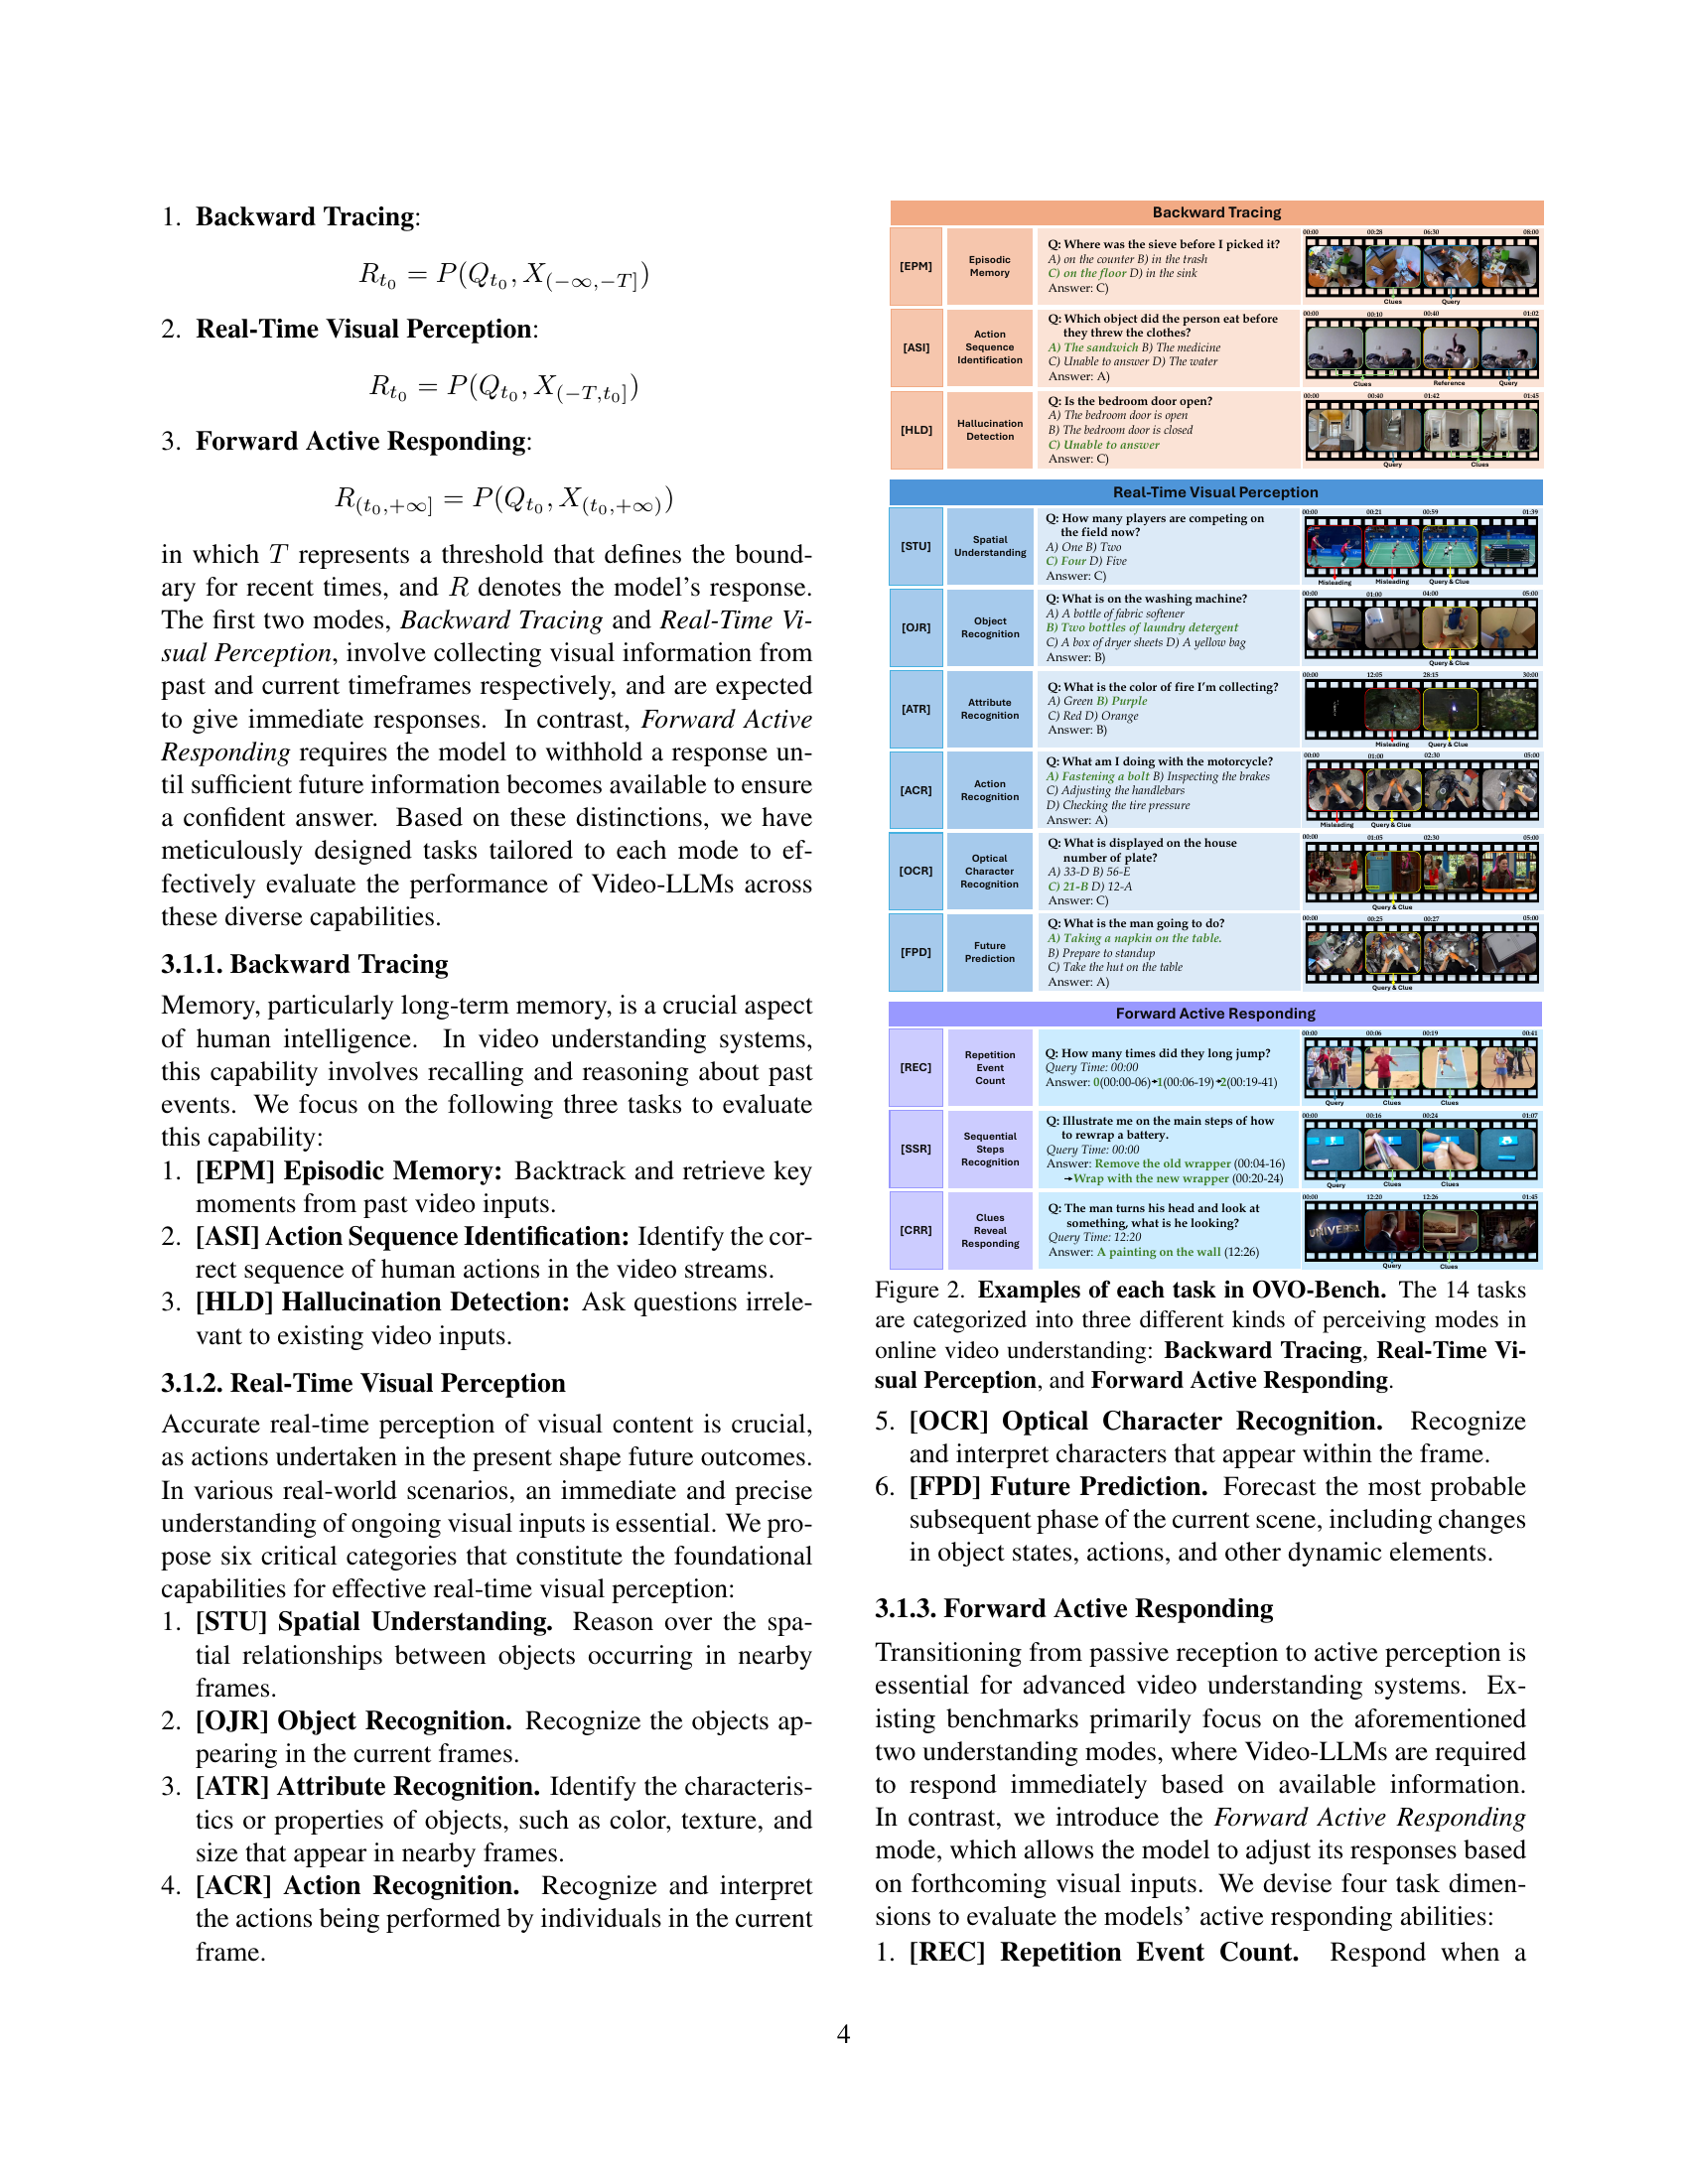 1. Backward Tracing:
R_{t_0} = P(Q_{t_0}, X_{(−∞,−T]})
2. Real-Time Visual Perception:
R_{t_0} = P(Q_{t_0}, X_{(−T,t_0]})
3. Forward Active Responding:
R_{(t_0,+∞]} = P(Q_{t_0}, X_{(t_0,+∞)})
in which T represents a threshold that defines the bound-
ary for recent times, and R denotes the model's response.
The first two modes, Backward Tracing and Real-Time Vi-
sual Perception, involve collecting visual information from
past and current timeframes respectively, and are expected
to give immediate responses. In contrast, Forward Active
Responding requires the model to withhold a response un-
til sufficient future information becomes available to ensure
a confident answer. Based on these distinctions, we have
meticulously designed tasks tailored to each mode to ef-
fectively evaluate the performance of Video-LLMs across
these diverse capabilities.
3.1.1. Backward Tracing
Memory, particularly long-term memory, is a crucial aspect
of human intelligence. In video understanding systems,
this capability involves recalling and reasoning about past
events. We focus on the following three tasks to evaluate
this capability:
1. [EPM] Episodic Memory: Backtrack and retrieve key
moments from past video inputs.
2. [ASI] Action Sequence Identification: Identify the cor-
rect sequence of human actions in the video streams.
3. [HLD] Hallucination Detection: Ask questions irrele-
vant to existing video inputs.
3.1.2. Real-Time Visual Perception
Accurate real-time perception of visual content is crucial,
as actions undertaken in the present shape future outcomes.
In various real-world scenarios, an immediate and precise
understanding of ongoing visual inputs is essential. We pro-
pose six critical categories that constitute the foundational
capabilities for effective real-time visual perception:
1. [STU] Spatial Understanding. Reason over the spa-
tial relationships between objects occurring in nearby
frames.
2. [OJR] Object Recognition. Recognize the objects ap-
pearing in the current frames.
3. [ATR] Attribute Recognition. Identify the characteris-
tics or properties of objects, such as color, texture, and
size that appear in nearby frames.
4. [ACR] Action Recognition. Recognize and interpret
the actions being performed by individuals in the current
frame.
Backward Tracing
[EPM]
Episodic
Memory
Q: Where was the sieve before I picked it?
A) on the counter B) in the trash
C) on the floor D) in the sink
Answer: C)
00:00 00:28 06:30 08:00
Clues Query
[ASI]
Action
Sequence
Identification
Q: Which object did the person eat before
they threw the clothes?
A) The sandwich B) The medicine
C) Unable to answer D) The water
Answer: A)
00:00 00:10 00:40 01:02
Clues Reference Query
[HLD]
Hallucination
Detection
Q: Is the bedroom door open?
A) The bedroom door is open
B) The bedroom door is closed
C) Unable to answer
Answer: C)
00:00 00:40 01:42 01:45
Query Clues
Real-Time Visual Perception
[STU]
Spatial
Understanding
Q: How many players are competing on
the field now?
A) One B) Two
C) Four D) Five
Answer: C)
00:00 00:21 00:59 01:39
Misleading Misleading Query & Clue
[OJR]
Object
Recognition
Q: What is on the washing machine?
A) A bottle of fabric softener
B) Two bottles of laundry detergent
C) A box of dryer sheets D) A yellow bag
Answer: B)
00:00 01:00 04:00 05:00
Query & Clue
[ATR]
Attribute
Recognition
Q: What is the color of fire I'm collecting?
A) Green B) Purple
C) Red D) Orange
Answer: B)
00:00 12:05 28:15 30:00
Misleading Query & Clue
[ACR]
Action
Recognition
Q: What am I doing with the motorcycle?
A) Fastening a bolt B) Inspecting the brakes
C) Adjusting the handlebars
D) Checking the tire pressure
Answer: A)
00:00 01:00 02:30 05:00
Misleading Query & Clue
[OCR]
Optical
Character
Recognition
Q: What is displayed on the house
number of plate?
A) 33-D B) 56-E
C) 21-B D) 12-A
Answer: C)
00:00 01:05 02:30 05:00
Query & Clue
[FPD]
Future
Prediction
Q: What is the man going to do?
A) Taking a napkin on the table.
B) Prepare to standup
C) Take the hut on the table
Answer: A)
00:00 00:25 00:27 05:00
Query & Clue
Forward Active Responding
[REC]
Repetition
Event
Count
Q: How many times did they long jump?
Query Time: 00:00
Answer: 0(00:00-06)➔1(00:06-19)➔2(00:19-41)
00:00 00:06 00:19 00:41
Query Clues Clues
[SSR]
Sequential
Steps
Recognition
Q: Illustrate me on the main steps of how
to rewrap a battery.
Query Time: 00:00
Answer: Remove the old wrapper (00:04-16)
➔Wrap with the new wrapper (00:20-24)
00:00 00:16 00:24 01:07
Query Clues Clues
[CRR]
Clues
Reveal
Responding
Q: The man turns his head and look at
something, what is he looking?
Query Time: 12:20
Answer: A painting on the wall (12:26)
00:00 12:20 12:26 01:45
UNIVERSA
Query Clues
Figure 2. Examples of each task in OVO-Bench. The 14 tasks
are categorized into three different kinds of perceiving modes in
online video understanding: Backward Tracing, Real-Time Vi-
sual Perception, and Forward Active Responding.
5. [OCR] Optical Character Recognition. Recognize
and interpret characters that appear within the frame.
6. [FPD] Future Prediction. Forecast the most probable
subsequent phase of the current scene, including changes
in object states, actions, and other dynamic elements.
3.1.3. Forward Active Responding
Transitioning from passive reception to active perception is
essential for advanced video understanding systems. Ex-
isting benchmarks primarily focus on the aforementioned
two understanding modes, where Video-LLMs are required
to respond immediately based on available information.
In contrast, we introduce the Forward Active Responding
mode, which allows the model to adjust its responses based
on forthcoming visual inputs. We devise four task dimen-
sions to evaluate the models' active responding abilities:
1. [REC] Repetition Event Count. Respond when a
4